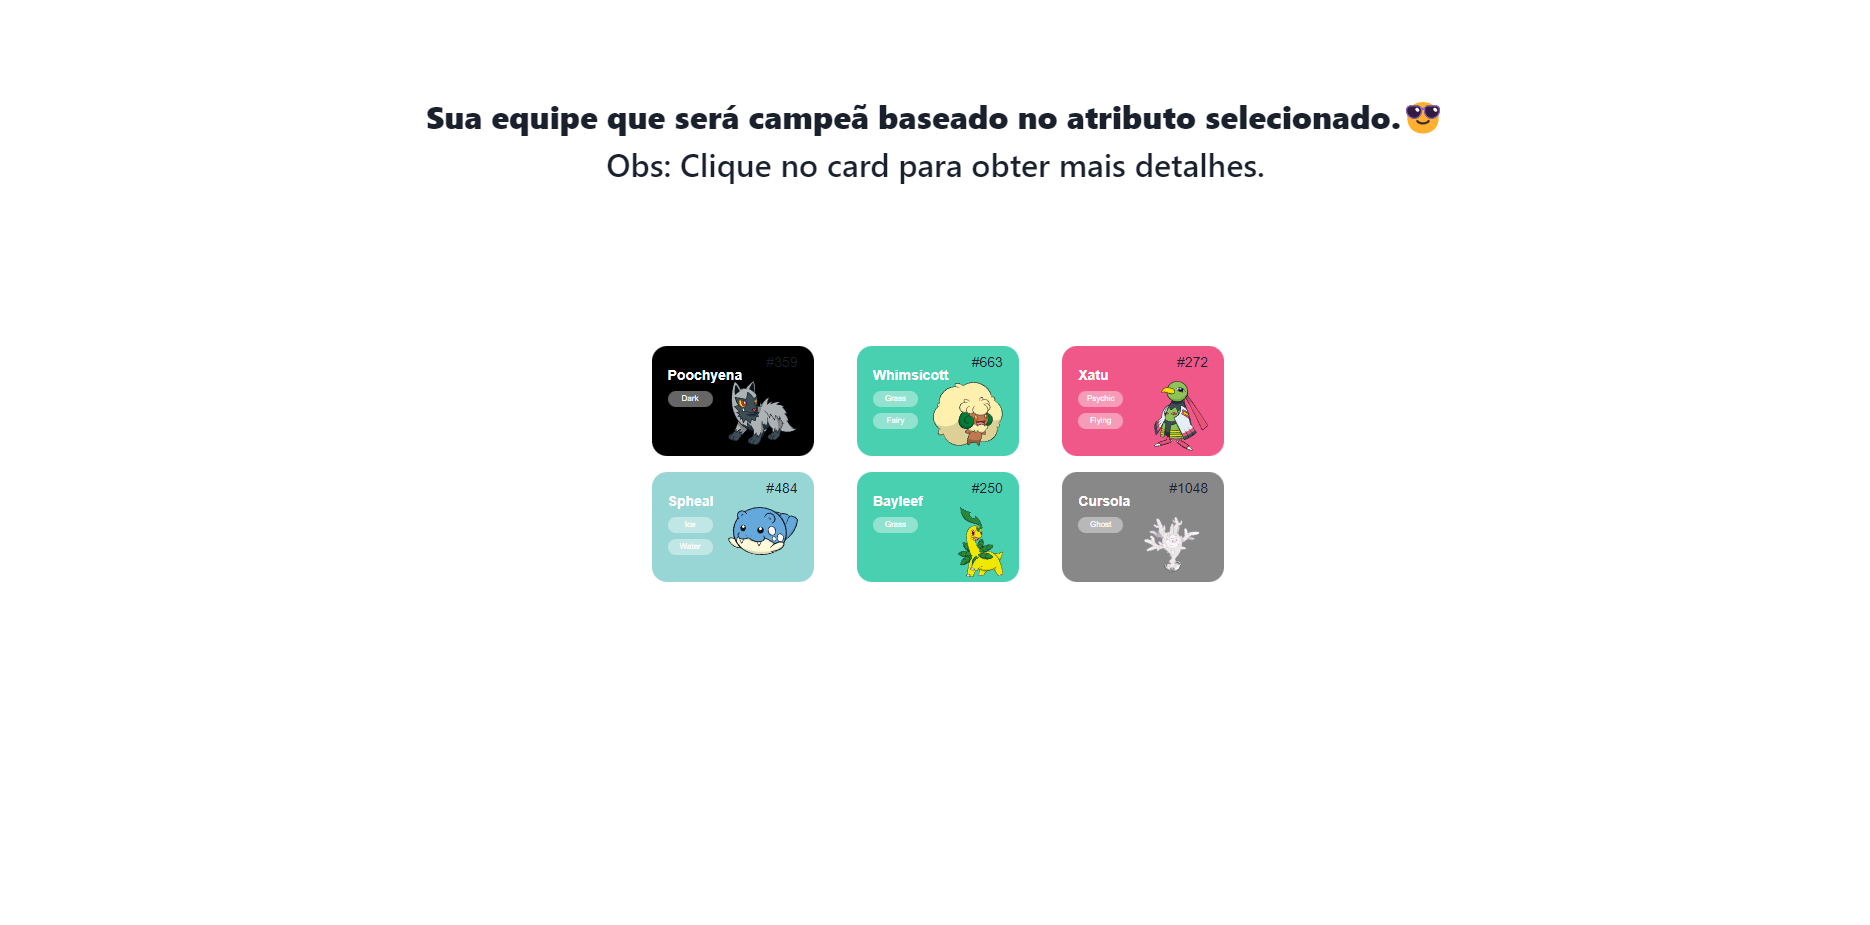 Sua equipe que será campeã baseado no atributo selecionado.😎
Obs: Clique no card para obter mais detalhes.
#359
Poochyena
Dark
#663
Whimsicott
Grass
Fairy
#272
Xatu
Psychic
Flying
#484
Spheal
Ice
Water
#250
Bayleef
Grass
#1048
Cursola
Ghost